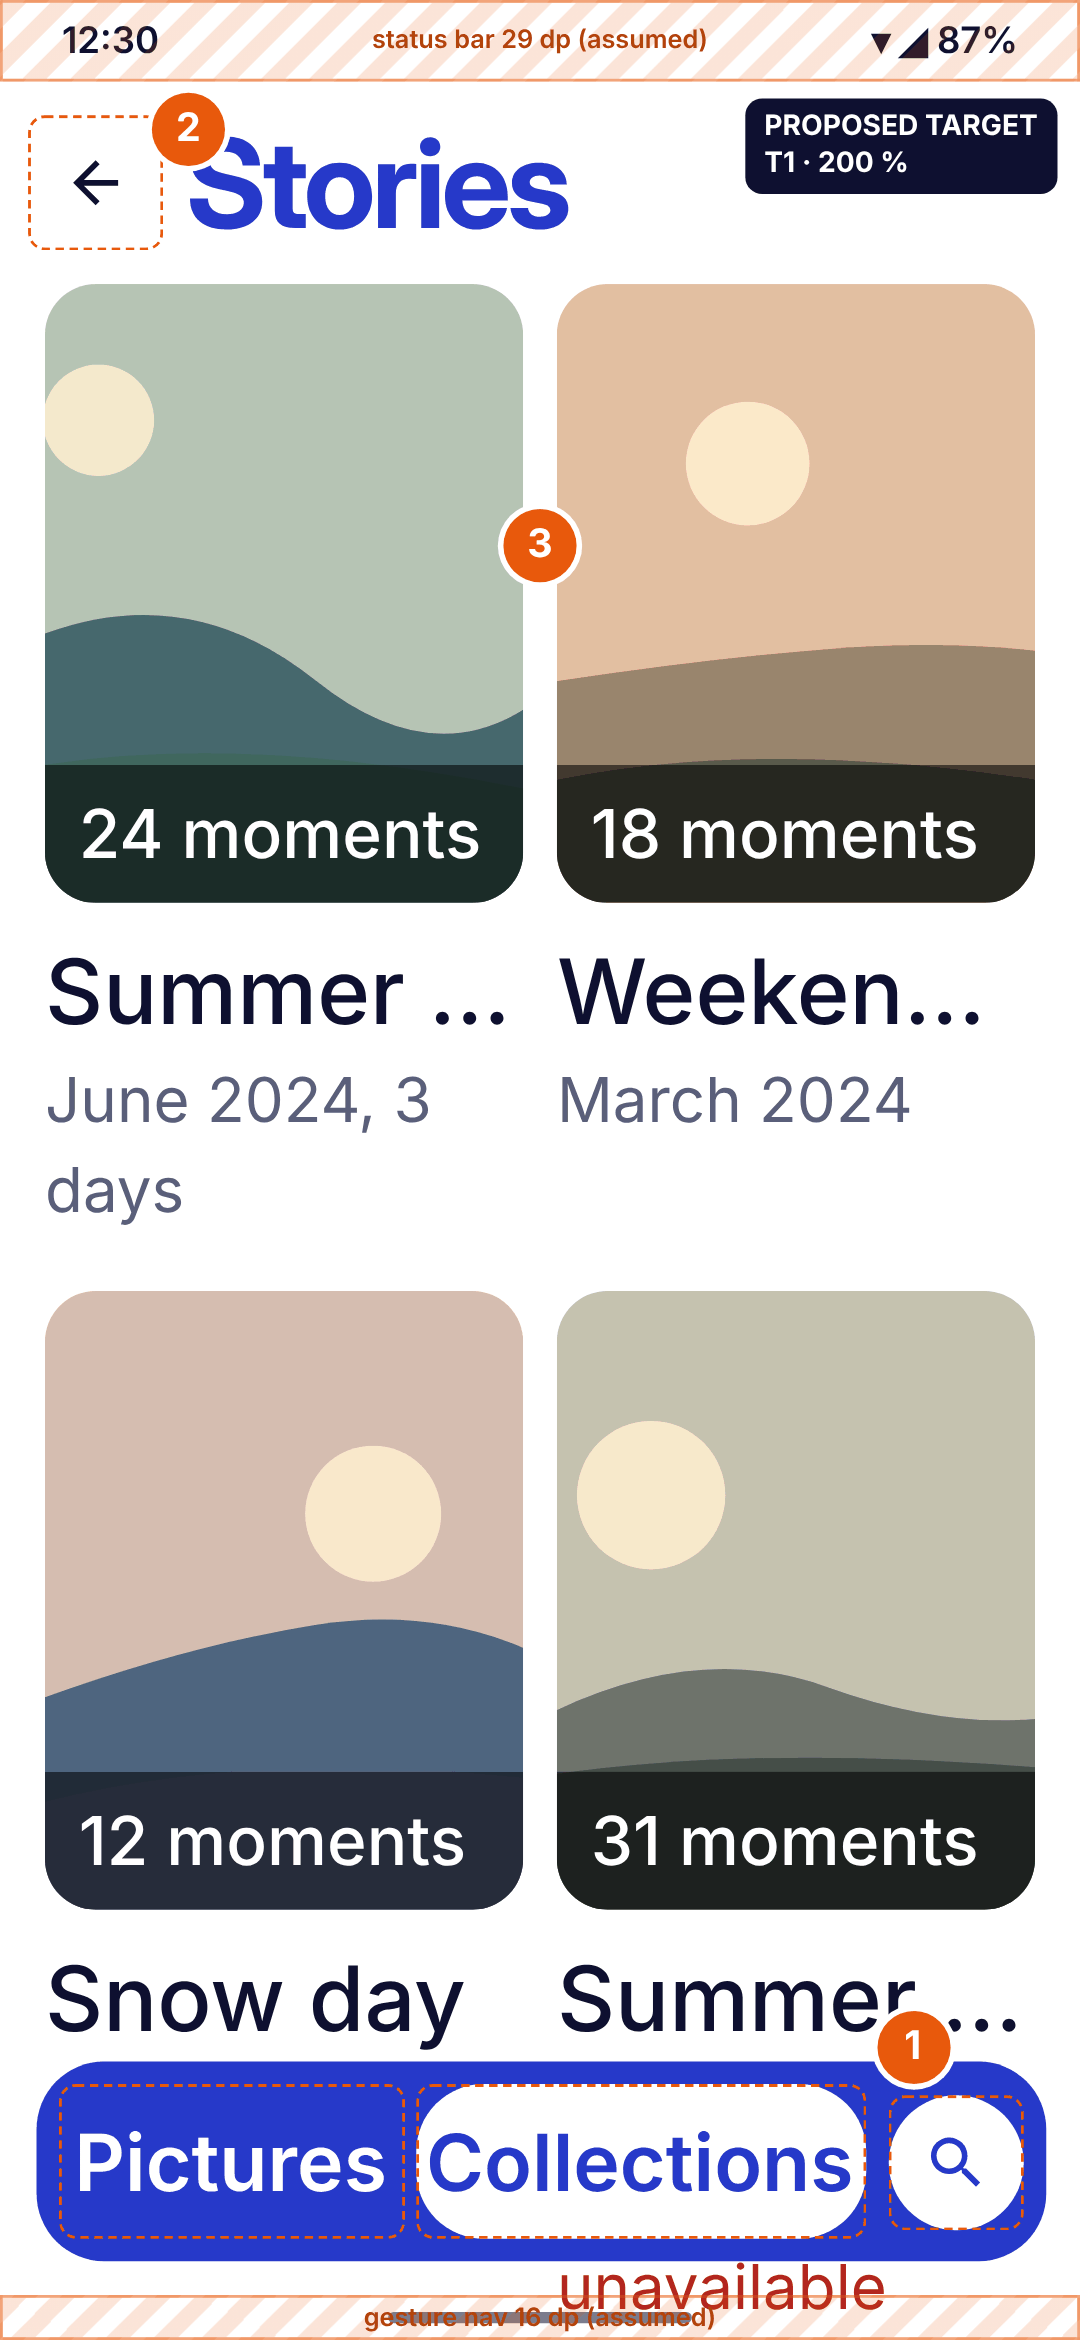 12:30
status bar 29 dp (assumed)
87%
2
Stories
PROPOSED TARGET
T1 · 200 %
3
24 moments
18 moments
Summer ...
Weeken...
June 2024, 3
days
March 2024
12 moments
31 moments
Snow day
Summer ...
1
Pictures
Collections
unavailable
gesture nav 16 dp (assumed)